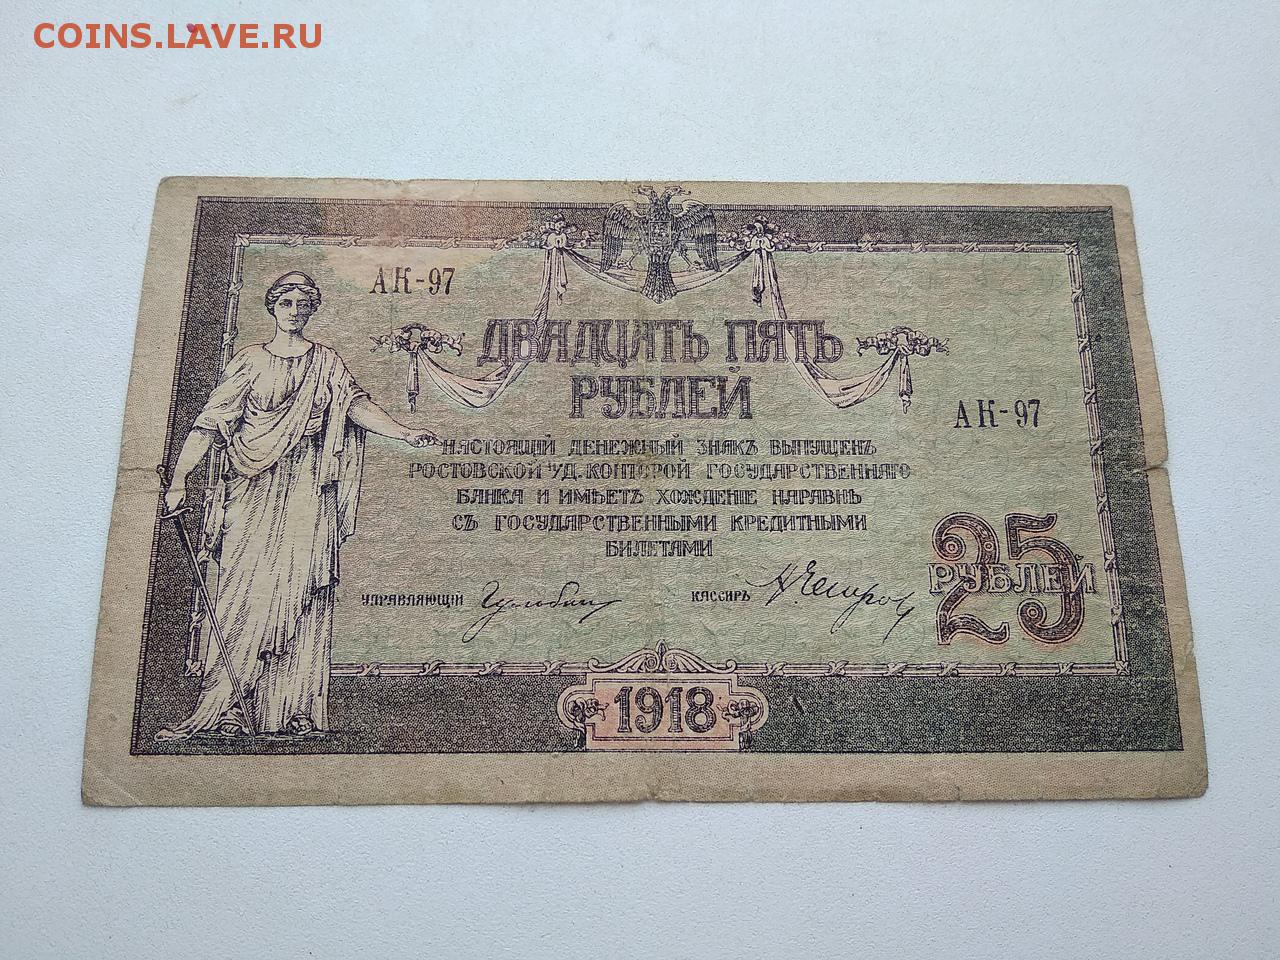 COINS.LAVE.RU
АК-97
ДВАДЦАТЬ ПЯТЬ
РУБЛЕЙ
АК-97
НАСТОЯЩІЙ ДЕНЕЖНЫЙ ЗНАКЪ ВЫПУЩЕНЪ
РОСТОВСКОЙ УД. КОНТОРОЙ ГОСУДАРСТВЕННАГО
БАНКА И ИМѢЕТЪ ХОЖДЕНІЕ НАРАВНѢ
СЪ ГОСУДАРСТВЕННЫМИ КРЕДИТНЫМИ
БИЛЕТАМИ
25
РУБЛЕЙ
УПРАВЛЯЮЩІЙ
КАССИРЪ
1918